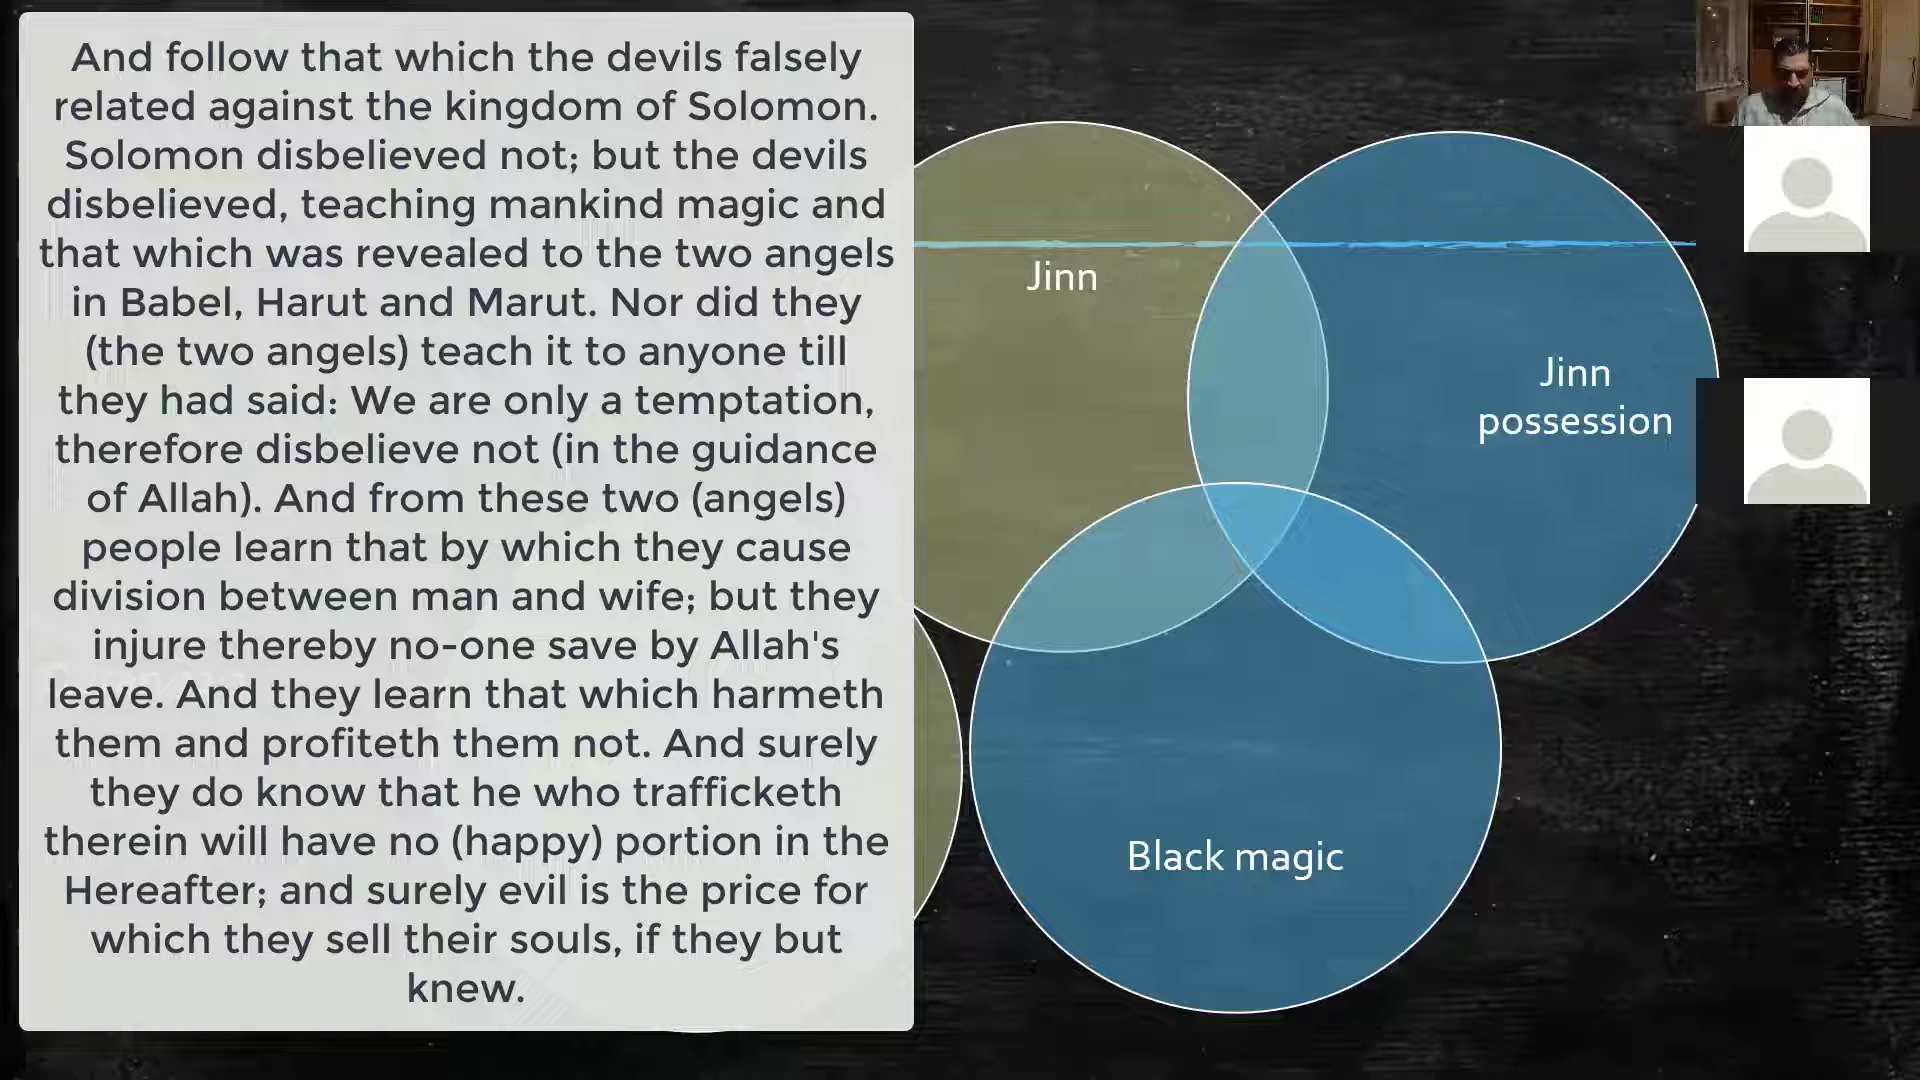 And follow that which the devils falsely
related against the kingdom of Solomon.
Solomon disbelieved not; but the devils
disbelieved, teaching mankind magic and
that which was revealed to the two angels
in Babel, Harut and Marut. Nor did they
(the two angels) teach it to anyone till
they had said: We are only a temptation,
therefore disbelieve not (in the guidance
of Allah). And from these two (angels)
people learn that by which they cause
division between man and wife; but they
injure thereby no-one save by Allah's
leave. And they learn that which harmeth
them and profiteth them not. And surely
they do know that he who trafficketh
therein will have no (happy) portion in the
Hereafter; and surely evil is the price for
which they sell their souls, if they but
knew.
Jinn
Jinn
possession
Black magic